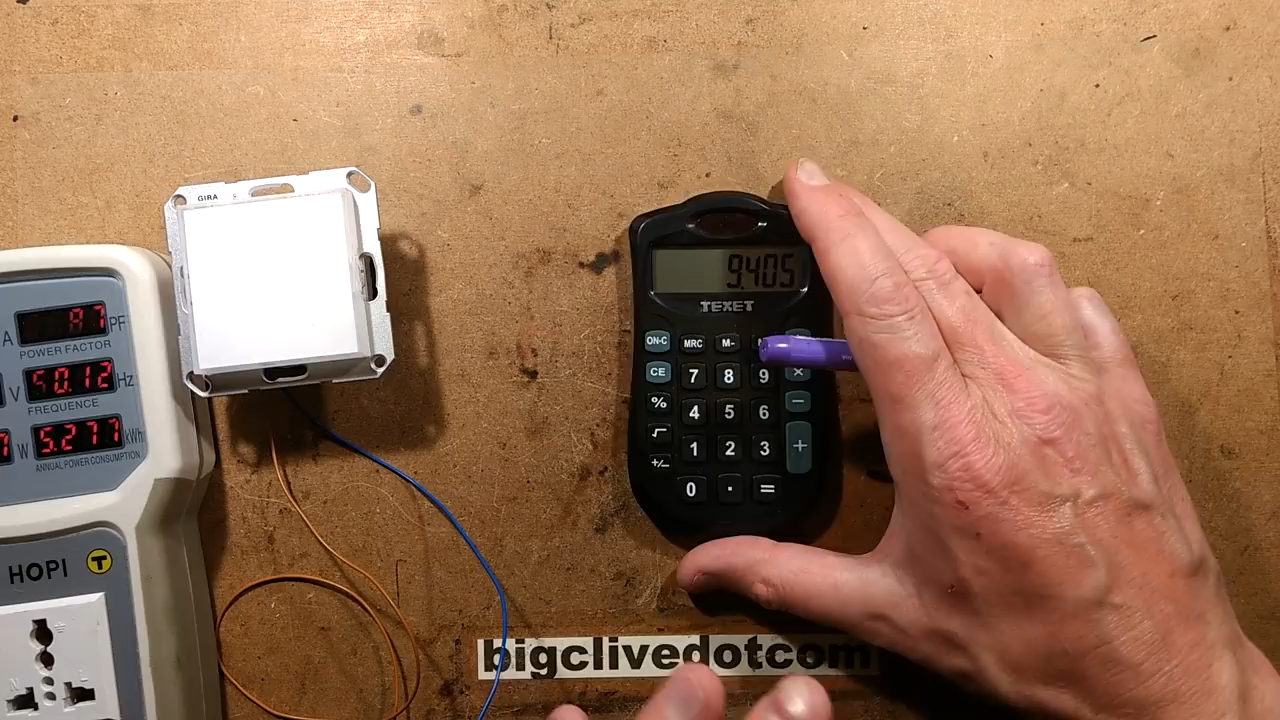 GIRA
9.405
TEXET
A
PF
POWER FACTOR
V 50.12 Hz
FREQUENCE
W 5.277 kWh
ANNUAL POWER CONSUMPTION
HOPI T
N L
ON-C MRC M-
CE 7 8 9 ×
% 4 5 6 −
√ 1 2 3 +
+/− 0 · =
bigclivedotcom